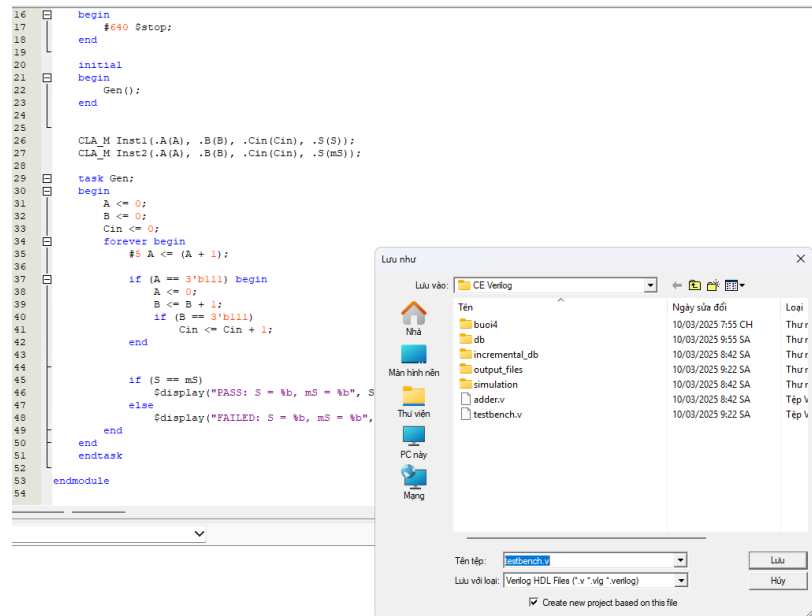 16 begin
17 #640 $stop;
18 end
19
20 initial
21 begin
22 Gen();
23 end
24
25
26 CLA_M Inst1(.A(A), .B(B), .Cin(Cin), .S(S));
27 CLA_M Inst2(.A(A), .B(B), .Cin(Cin), .S(mS));
28
29 task Gen;
30 begin
31 A <= 0;
32 B <= 0;
33 Cin <= 0;
34 forever begin
35 #5 A <= (A + 1);
36
37 if (A == 3'b111) begin
38 A <= 0;
39 B <= B + 1;
40 if (B == 3'b111)
41 Cin <= Cin + 1;
42 end
43
44
45 if (S == mS)
46 $display("PASS: S = %b, mS = %b", S
47 else
48 $display("FAILED: S = %b, mS = %b",
49 end
50 end
51 endtask
52
53 endmodule
54
Lưu như
Lưu vào: CE Verilog
Nhà
Màn hình nền
Thư viện
PC này
Mạng
Tên Ngày sửa đổi Loại
buoi4 10/03/2025 7:55 CH Thư r
db 10/03/2025 9:55 SA Thư r
incremental_db 10/03/2025 8:42 SA Thư r
output_files 10/03/2025 9:22 SA Thư r
simulation 10/03/2025 8:42 SA Thư r
adder.v 10/03/2025 8:42 SA Tệp V
testbench.v 10/03/2025 9:22 SA Tệp V
Tên tệp: testbench.v Lưu
Lưu với loại: Verilog HDL Files (*.v *.vlg *.verilog) Hủy
Create new project based on this file